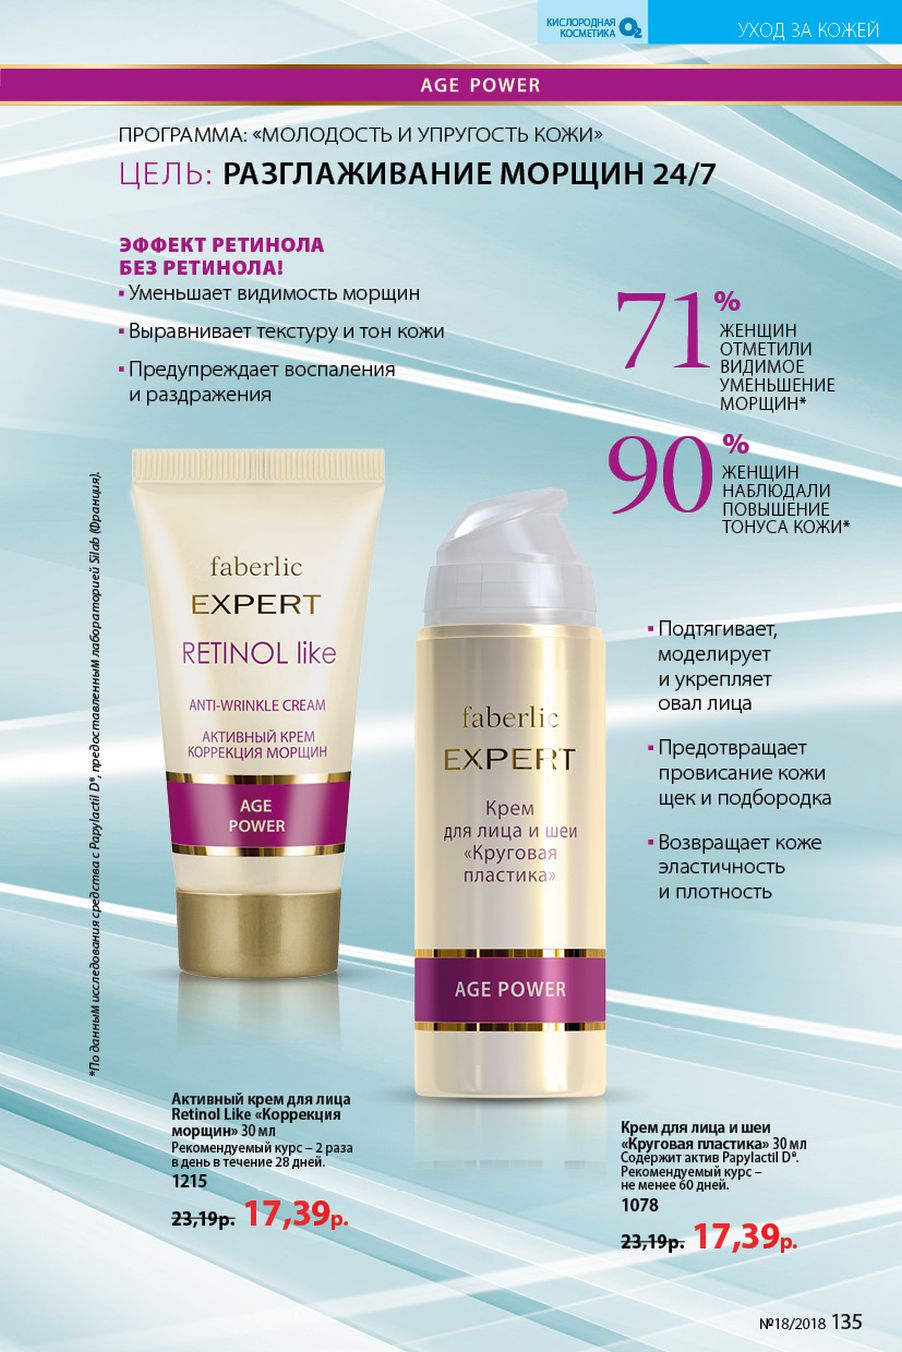 КИСЛОРОДНАЯ
КОСМЕТИКА O2
УХОД ЗА КОЖЕЙ
AGE POWER
ПРОГРАММА: «МОЛОДОСТЬ И УПРУГОСТЬ КОЖИ»
ЦЕЛЬ: РАЗГЛАЖИВАНИЕ МОРЩИН 24/7
ЭФФЕКТ РЕТИНОЛА
БЕЗ РЕТИНОЛА!
▪ Уменьшает видимость морщин
▪ Выравнивает текстуру и тон кожи
▪ Предупреждает воспаления
и раздражения
71%
ЖЕНЩИН
ОТМЕТИЛИ
ВИДИМОЕ
УМЕНЬШЕНИЕ
МОРЩИН*
90%
ЖЕНЩИН
НАБЛЮДАЛИ
ПОВЫШЕНИЕ
ТОНУСА КОЖИ*
*По данным исследования средства с Papylactil D®, предоставленным лабораторией Silab (Франция).
faberlic
EXPERT
RETINOL like
ANTI-WRINKLE CREAM
АКТИВНЫЙ КРЕМ
КОРРЕКЦИЯ МОРЩИН
AGE
POWER
faberlic
EXPERT
Крем
для лица и шеи
«Круговая
пластика»
AGE POWER
▪ Подтягивает,
моделирует
и укрепляет
овал лица
▪ Предотвращает
провисание кожи
щек и подбородка
▪ Возвращает коже
эластичность
и плотность
Активный крем для лица
Retinol Like «Коррекция
морщин» 30 мл
Рекомендуемый курс – 2 раза
в день в течение 28 дней.
1215
23,19р. 17,39р.
Крем для лица и шеи
«Круговая пластика» 30 мл
Содержит актив Papylactil D®.
Рекомендуемый курс –
не менее 60 дней.
1078
23,19р. 17,39р.
№18/2018 135